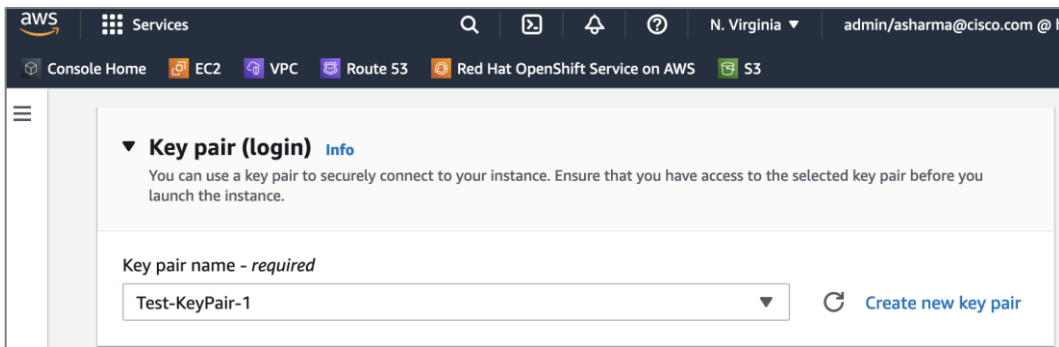 aws Services N. Virginia admin/asharma@cisco.com @
Console Home EC2 VPC Route 53 Red Hat OpenShift Service on AWS S3
Key pair (login) Info
You can use a key pair to securely connect to your instance. Ensure that you have access to the selected key pair before you
launch the instance.
Key pair name - required
Test-KeyPair-1 Create new key pair